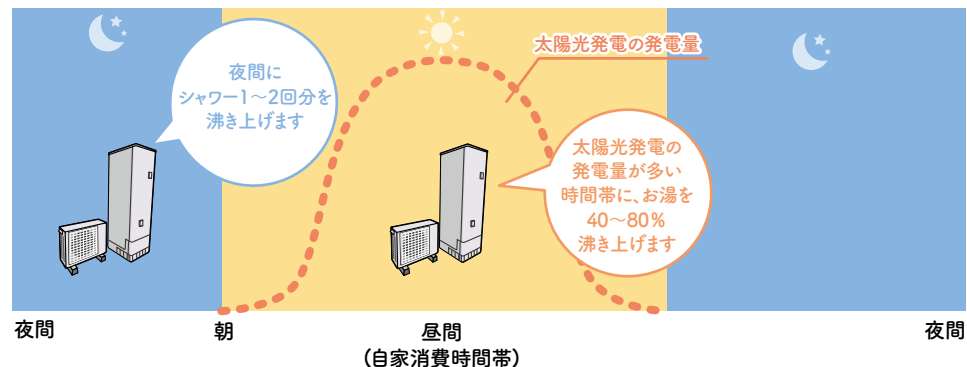 太陽光発電の発電量
夜間に
シャワー1〜2回分を
沸き上げます
太陽光発電の
発電量が多い
時間帯に、お湯を
40〜80%
沸き上げます
夜間
朝
昼間
(自家消費時間帯)
夜間